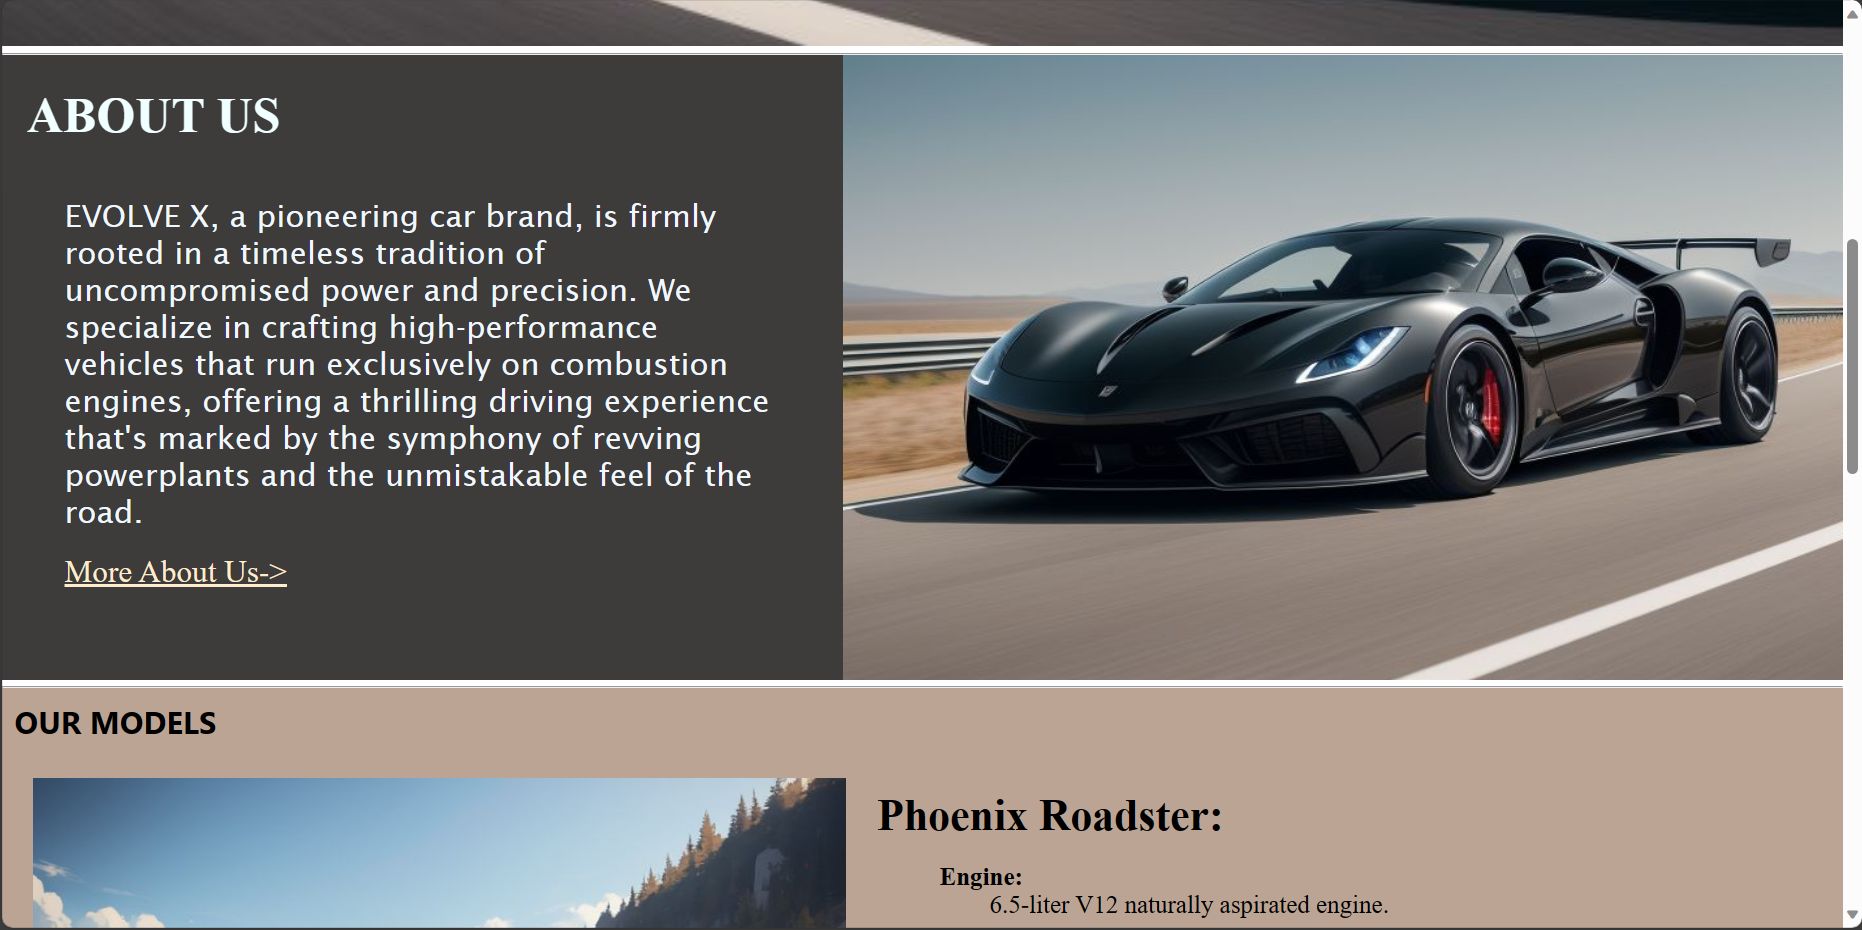 ABOUT US
EVOLVE X, a pioneering car brand, is firmly
rooted in a timeless tradition of
uncompromised power and precision. We
specialize in crafting high-performance
vehicles that run exclusively on combustion
engines, offering a thrilling driving experience
that's marked by the symphony of revving
powerplants and the unmistakable feel of the
road.
More About Us->
OUR MODELS
Phoenix Roadster:
Engine:
6.5-liter V12 naturally aspirated engine.